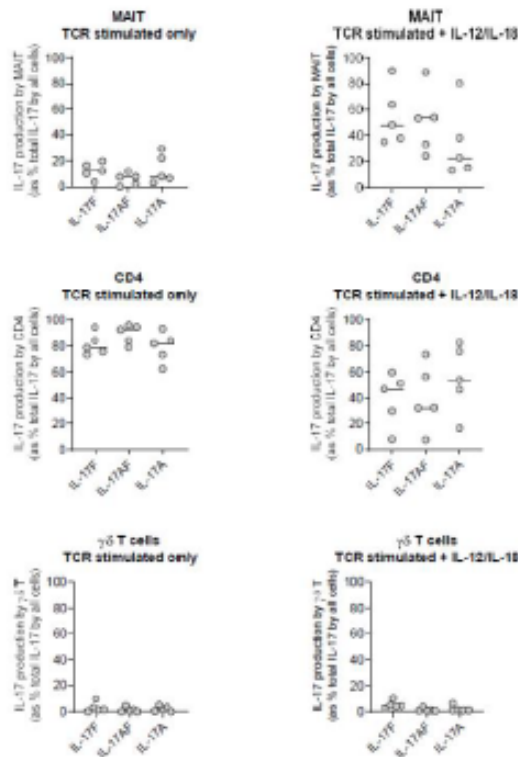 MAIT
TCR stimulated only
IL-17 production by MAIT
(as % total IL-17 by all cells)
100
80
60
40
20
0
IL-17F
IL-17AF
IL-17A
MAIT
TCR stimulated + IL-12/IL-18
IL-17 production by MAIT
(as % total IL-17 by all cells)
100
80
60
40
20
0
IL-17F
IL-17AF
IL-17A
CD4
TCR stimulated only
IL-17 production by CD4
(as % total IL-17 by all cells)
100
80
60
40
20
0
IL-17F
IL-17AF
IL-17A
CD4
TCR stimulated + IL-12/IL-18
IL-17 production by CD4
(as % total IL-17 by all cells)
100
80
60
40
20
0
IL-17F
IL-17AF
IL-17A
γδ T cells
TCR stimulated only
IL-17 production by γδ T
(as % total IL-17 by all cells)
100
80
60
40
20
0
IL-17F
IL-17AF
IL-17A
γδ T cells
TCR stimulated + IL-12/IL-18
IL-17 production by γδ T
(as % total IL-17 by all cells)
100
80
60
40
20
0
IL-17F
IL-17AF
IL-17A